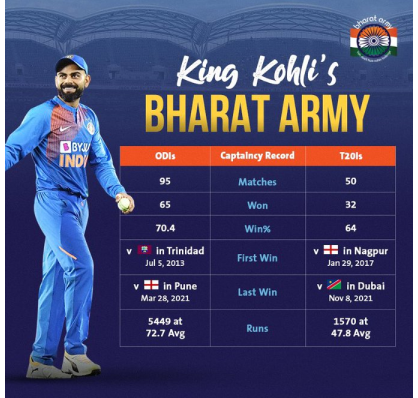 bharat army
King Kohli's
BHARAT ARMY
ODIs Captaincy Record T20Is
95 Matches 50
65 Won 32
70.4 Win% 64
v in Trinidad First Win v in Nagpur
Jul 5, 2013 Jan 29, 2017
v in Pune Last Win v in Dubai
Mar 28, 2021 Nov 8, 2021
5449 at Runs 1570 at
72.7 Avg 47.8 Avg
BYJU
INDI